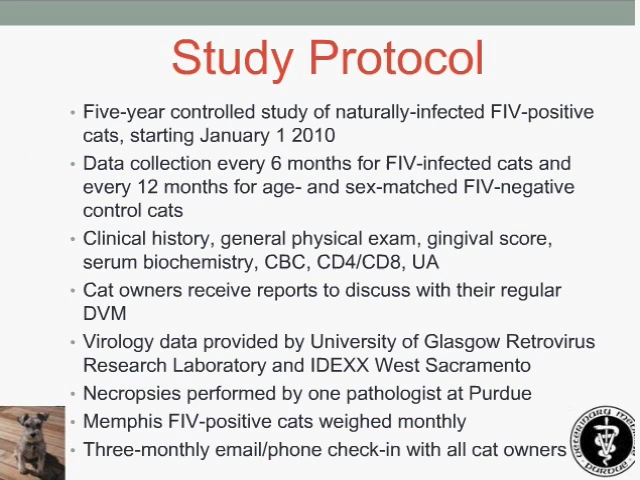 Study Protocol
Five-year controlled study of naturally-infected FIV-positive
cats, starting January 1 2010
Data collection every 6 months for FIV-infected cats and
every 12 months for age- and sex-matched FIV-negative
control cats
Clinical history, general physical exam, gingival score,
serum biochemistry, CBC, CD4/CD8, UA
Cat owners receive reports to discuss with their regular
DVM
Virology data provided by University of Glasgow Retrovirus
Research Laboratory and IDEXX West Sacramento
Necropsies performed by one pathologist at Purdue
Memphis FIV-positive cats weighed monthly
Three-monthly email/phone check-in with all cat owners
VETERINARY
PURDUE